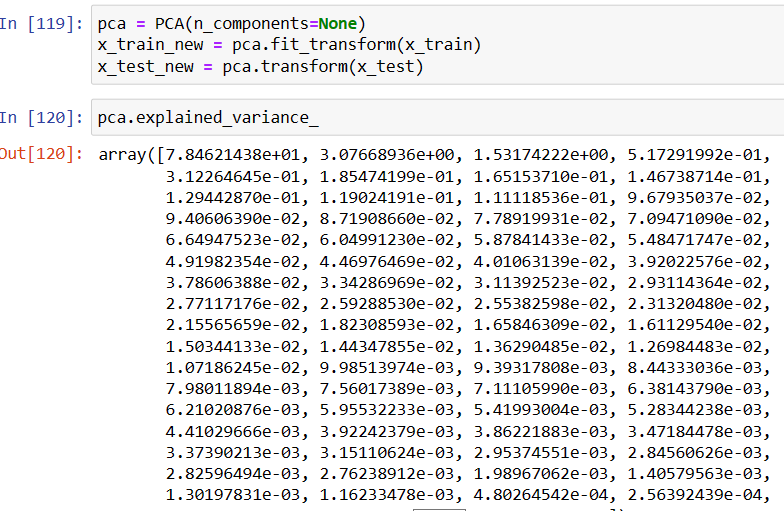 In [119]: pca = PCA(n_components=None)
x_train_new = pca.fit_transform(x_train)
x_test_new = pca.transform(x_test)
In [120]: pca.explained_variance_
Out[120]: array([7.84621438e+01, 3.07668936e+00, 1.53174222e+00, 5.17291992e-01,
3.12264645e-01, 1.85474199e-01, 1.65153710e-01, 1.46738714e-01,
1.29442870e-01, 1.19024191e-01, 1.11118536e-01, 9.67935037e-02,
9.40606390e-02, 8.71908660e-02, 7.78919931e-02, 7.09471090e-02,
6.64947523e-02, 6.04991230e-02, 5.87841433e-02, 5.48471747e-02,
4.91982354e-02, 4.46976469e-02, 4.01063139e-02, 3.92022576e-02,
3.78606388e-02, 3.34286969e-02, 3.11392523e-02, 2.93114364e-02,
2.77117176e-02, 2.59288530e-02, 2.55382598e-02, 2.31320480e-02,
2.15565659e-02, 1.82308593e-02, 1.65846309e-02, 1.61129540e-02,
1.50344133e-02, 1.44347855e-02, 1.36290485e-02, 1.26984483e-02,
1.07186245e-02, 9.98513974e-03, 9.39317808e-03, 8.44333036e-03,
7.98011894e-03, 7.56017389e-03, 7.11105990e-03, 6.38143790e-03,
6.21020876e-03, 5.95532233e-03, 5.41993004e-03, 5.28344238e-03,
4.41029666e-03, 3.92242379e-03, 3.86221883e-03, 3.47184478e-03,
3.37390213e-03, 3.15110624e-03, 2.95374551e-03, 2.84560626e-03,
2.82596494e-03, 2.76238912e-03, 1.98967062e-03, 1.40579563e-03,
1.30197831e-03, 1.16233478e-03, 4.80264542e-04, 2.56392439e-04,